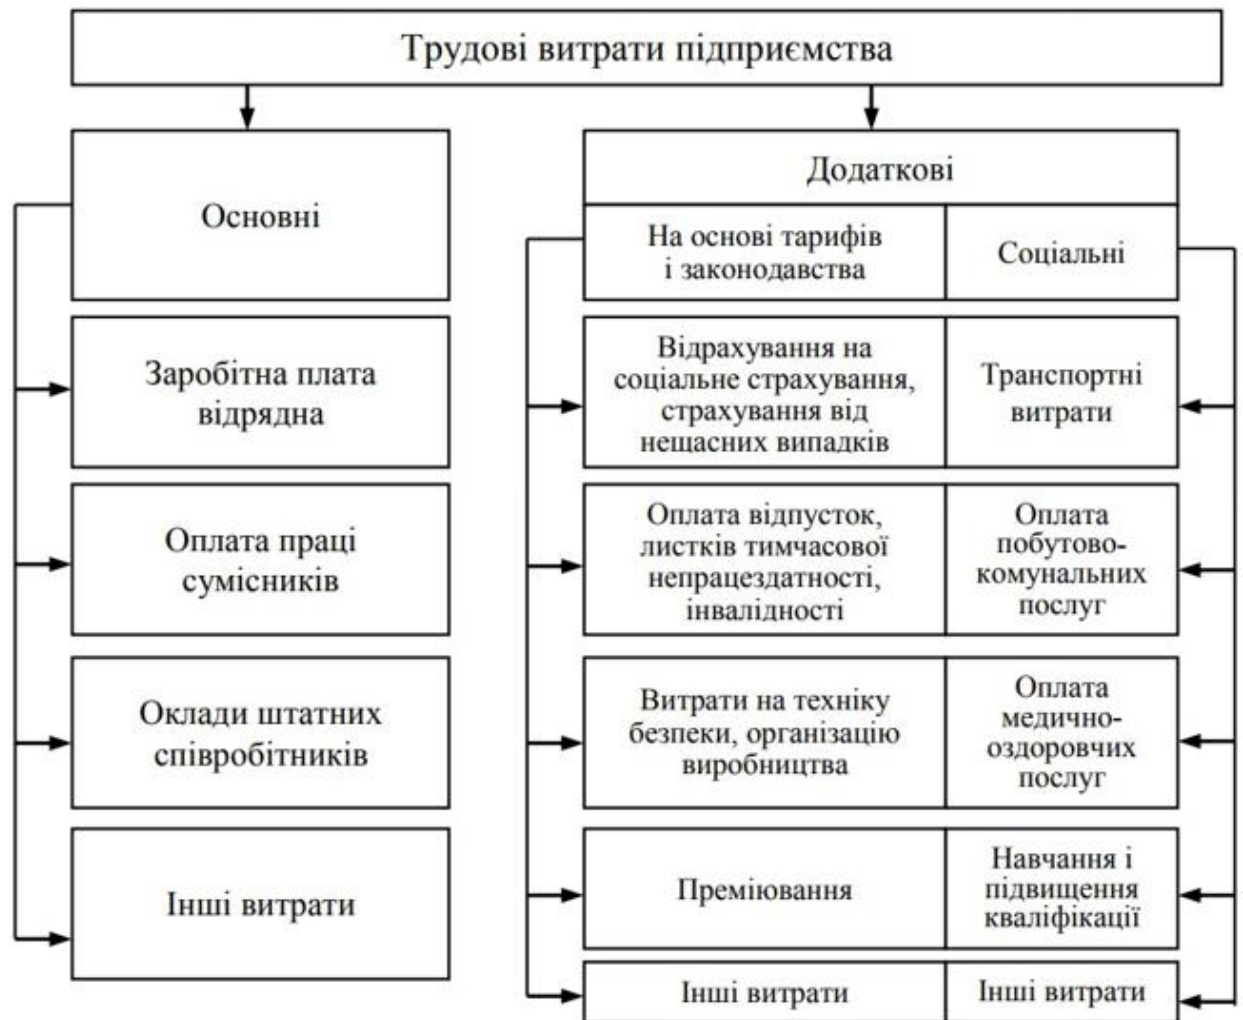 Трудові витрати підприємства
Основні
Заробітна плата
відрядна
Оплата праці
сумісників
Оклади штатних
співробітників
Інші витрати
Додаткові
На основі тарифів
і законодавства
Соціальні
Відрахування на
соціальне страхування,
страхування від
нещасних випадків
Транспортні
витрати
Оплата відпусток,
листків тимчасової
непрацездатності,
інвалідності
Оплата
побутово-
комунальних
послуг
Витрати на техніку
безпеки, організацію
виробництва
Оплата
медично-
оздоровчих
послуг
Преміювання
Навчання і
підвищення
кваліфікації
Інші витрати
Інші витрати